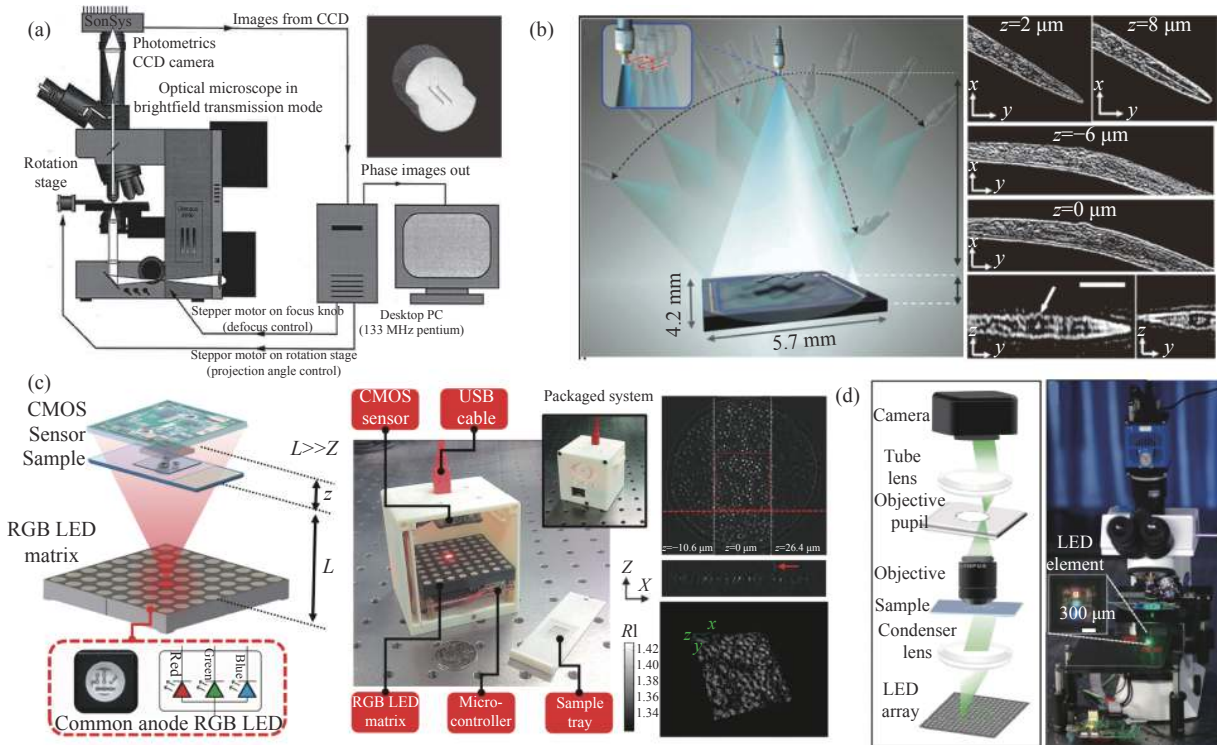 (a)
SonSys
Images from CCD
Photometrics
CCD camera
Optical microscope in
brightfield transmission mode
Rotation
stage
Phase images out
Stepper motor on focus knob
(defocus control)
Desktop PC
(133 MHz pentium)
Steppor motor on rotation stage
(projection angle control)
(b)
4.2 mm
5.7 mm
z=2 μm
z=8 μm
x
y
x
y
z=−6 μm
x
y
z=0 μm
x
y
z
y
z
y
(c)
CMOS
Sensor
Sample
L>>Z
z
RGB LED
matrix
L
Red
Green
Blue
Common anode RGB LED
CMOS
sensor
USB
cable
Packaged system
RGB LED
matrix
Micro-
controller
Sample
tray
z=−10.6 μm
z=0 μm
z=26.4 μm
Z
X
Rl
1.42
1.40
1.38
1.36
1.34
x
z
y
(d)
Camera
Tube
lens
Objective
pupil
Objective
Sample
Condenser
lens
LED
array
LED
element
300 μm